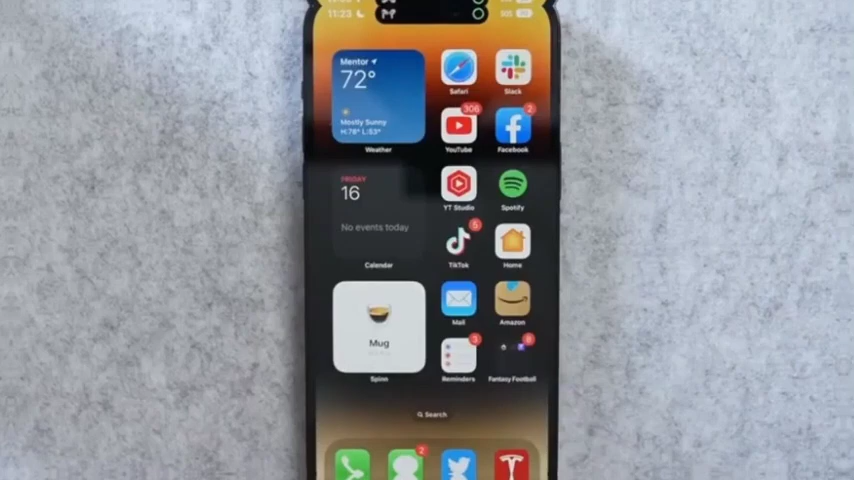 11:23
Mentor
72°
Mostly Sunny
H:78° L:53°
Weather
Safari
Slack
308
2
YouTube
Facebook
FRIDAY
16
No events today
Calendar
YT Studio
Spotify
5
TikTok
Home
Mug
Spinn
Mail
Amazon
3
8
Reminders
Fantasy Football
Search
2